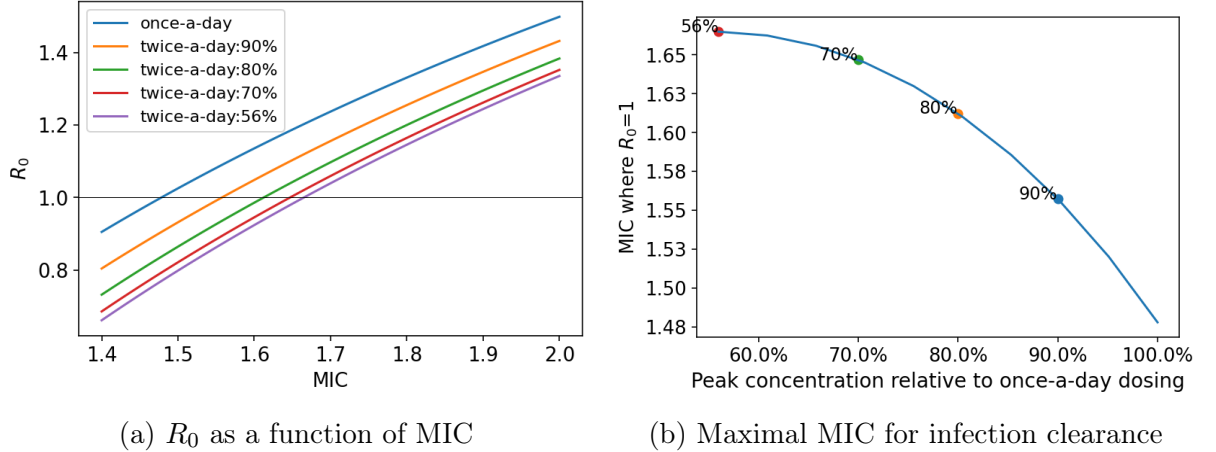 once-a-day
twice-a-day:90%
twice-a-day:80%
twice-a-day:70%
twice-a-day:56%
1.4
1.2
1.0
0.8
R₀
1.4 1.5 1.6 1.7 1.8 1.9 2.0
MIC
(a) R₀ as a function of MIC
56%
70%
80%
90%
1.65
1.63
1.60
1.58
1.55
1.53
1.50
1.48
MIC where R₀=1
60.0% 70.0% 80.0% 90.0% 100.0%
Peak concentration relative to once-a-day dosing
(b) Maximal MIC for infection clearance